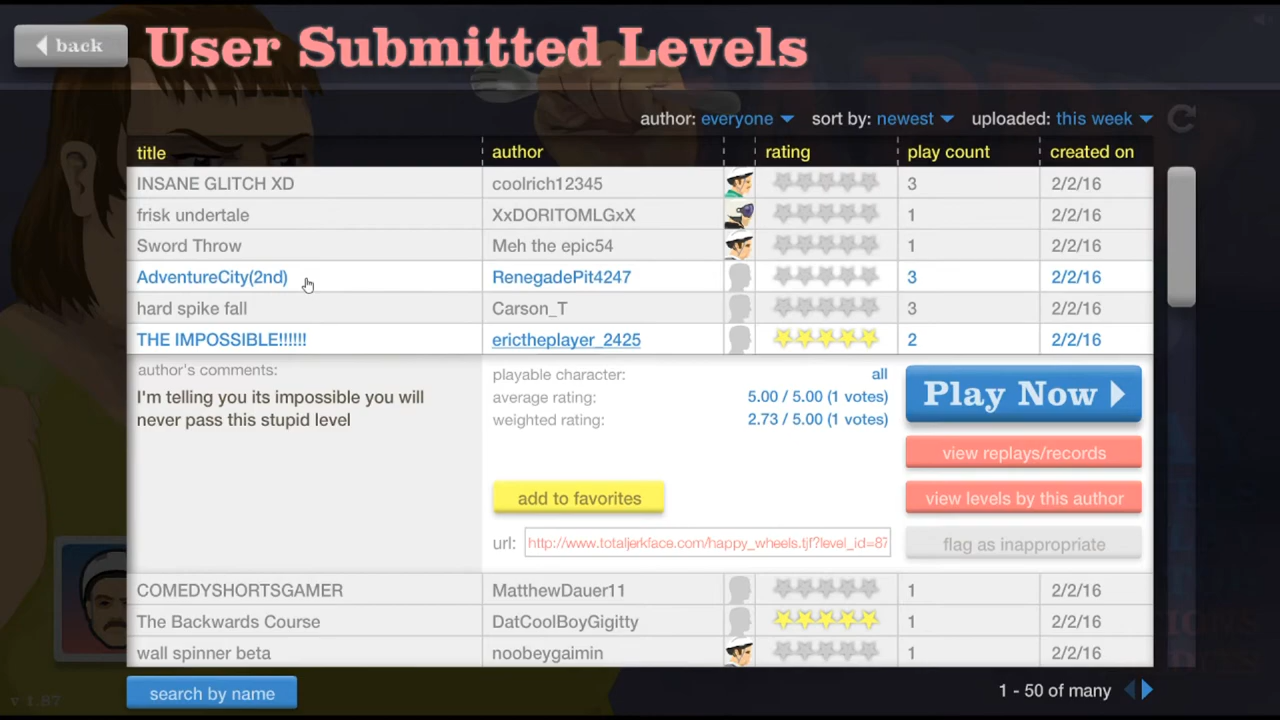 back
User Submitted Levels
author: everyone sort by: newest uploaded: this week
title author rating play count created on
INSANE GLITCH XD coolrich12345 3 2/2/16
frisk undertale XxDORITOMLGxX 1 2/2/16
Sword Throw Meh the epic54 1 2/2/16
AdventureCity(2nd) RenegadePit4247 3 2/2/16
hard spike fall Carson_T 3 2/2/16
THE IMPOSSIBLE!!!!!! erictheplayer_2425 2 2/2/16
author's comments:
I'm telling you its impossible you will
never pass this stupid level
playable character: all
average rating: 5.00 / 5.00 (1 votes)
weighted rating: 2.73 / 5.00 (1 votes)
add to favorites
url: http://www.totaljerkface.com/happy_wheels.tjf?level_id=87
Play Now
view replays/records
view levels by this author
flag as inappropriate
COMEDYSHORTSGAMER MatthewDauer11 1 2/2/16
The Backwards Course DatCoolBoyGigitty 1 2/2/16
wall spinner beta noobeygaimin 1 2/2/16
v 1.87
search by name
1 - 50 of many